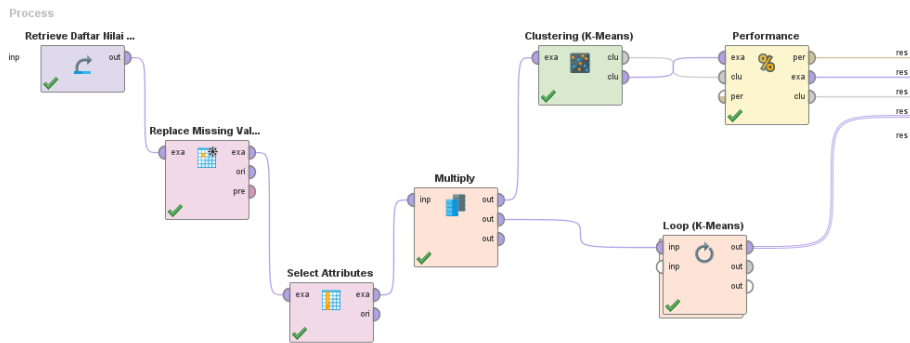 Process
inp
Retrieve Daftar Nilai ...
out
Replace Missing Val...
exa exa
ori
pre
Select Attributes
exa exa
ori
Multiply
inp out
out
out
Clustering (K-Means)
exa clu
clu
Performance
%
exa per
clu exa
per clu
Loop (K-Means)
inp out
inp out
out
res
res
res
res
res